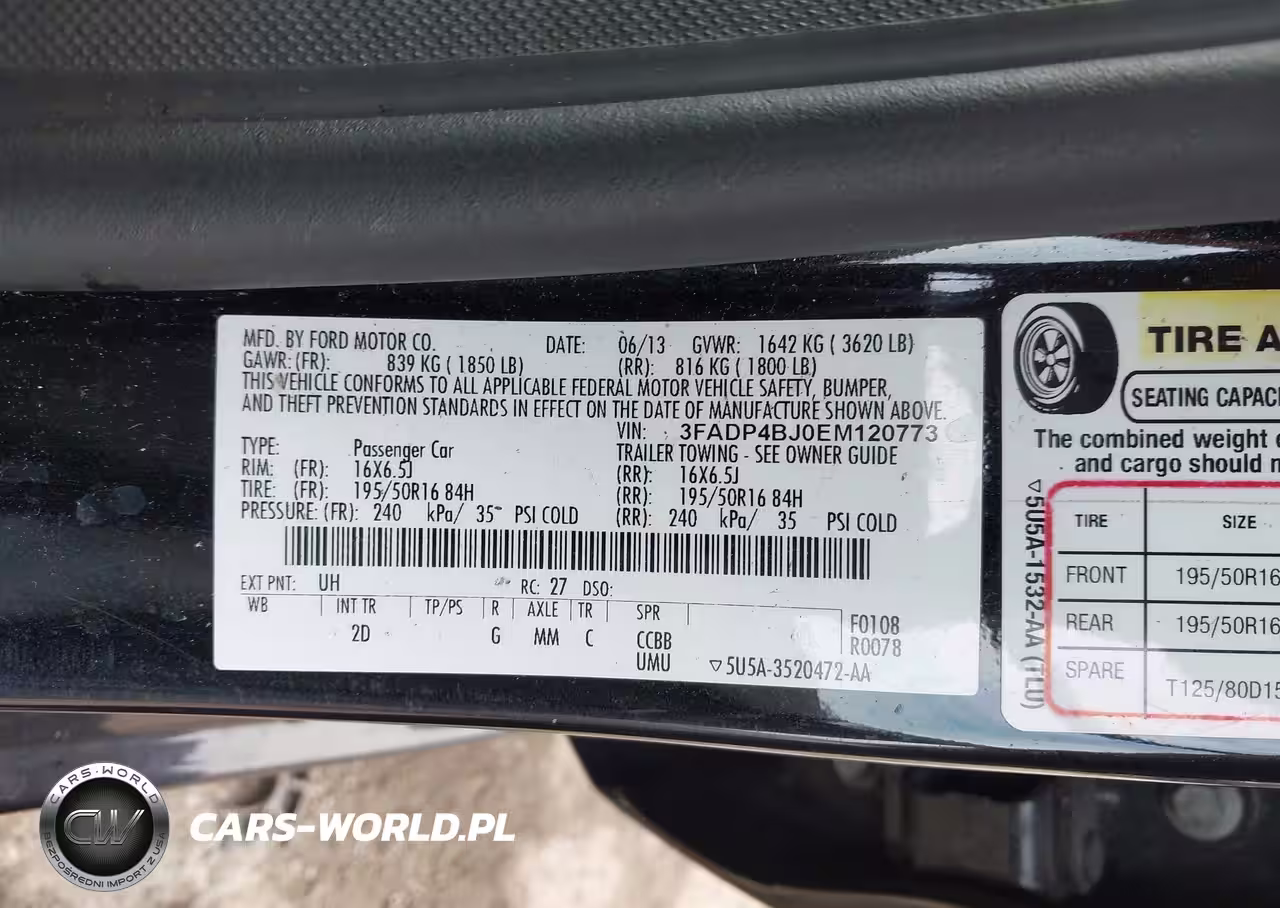 MFD. BY FORD MOTOR CO. DATE: 06/13 GVWR: 1642 KG ( 3620 LB)
GAWR: (FR): 839 KG ( 1850 LB) (RR): 816 KG ( 1800 LB)
THIS VEHICLE CONFORMS TO ALL APPLICABLE FEDERAL MOTOR VEHICLE SAFETY, BUMPER,
AND THEFT PREVENTION STANDARDS IN EFFECT ON THE DATE OF MANUFACTURE SHOWN ABOVE.
VIN: 3FADP4BJ0EM120773
TYPE: Passenger Car TRAILER TOWING - SEE OWNER GUIDE
RIM: (FR): 16X6.5J (RR): 16X6.5J
TIRE: (FR): 195/50R16 84H (RR): 195/50R16 84H
PRESSURE: (FR): 240 kPa/ 35 PSI COLD (RR): 240 kPa/ 35 PSI COLD
EXT PNT: UH RC: 27 DSO:
WB INT TR TP/PS R AXLE TR SPR
2D G MM C CCBB F0108
UMU R0078
▽5U5A-3520472-AA
TIRE A
SEATING CAPACI
The combined weight
and cargo should n
▽5U5A-1532-AA (TLU)
TIRE SIZE
FRONT 195/50R16
REAR 195/50R16
SPARE T125/80D15
CARS-WORLD
CW
BEZPOŚREDNI IMPORT Z USA
CARS-WORLD.PL